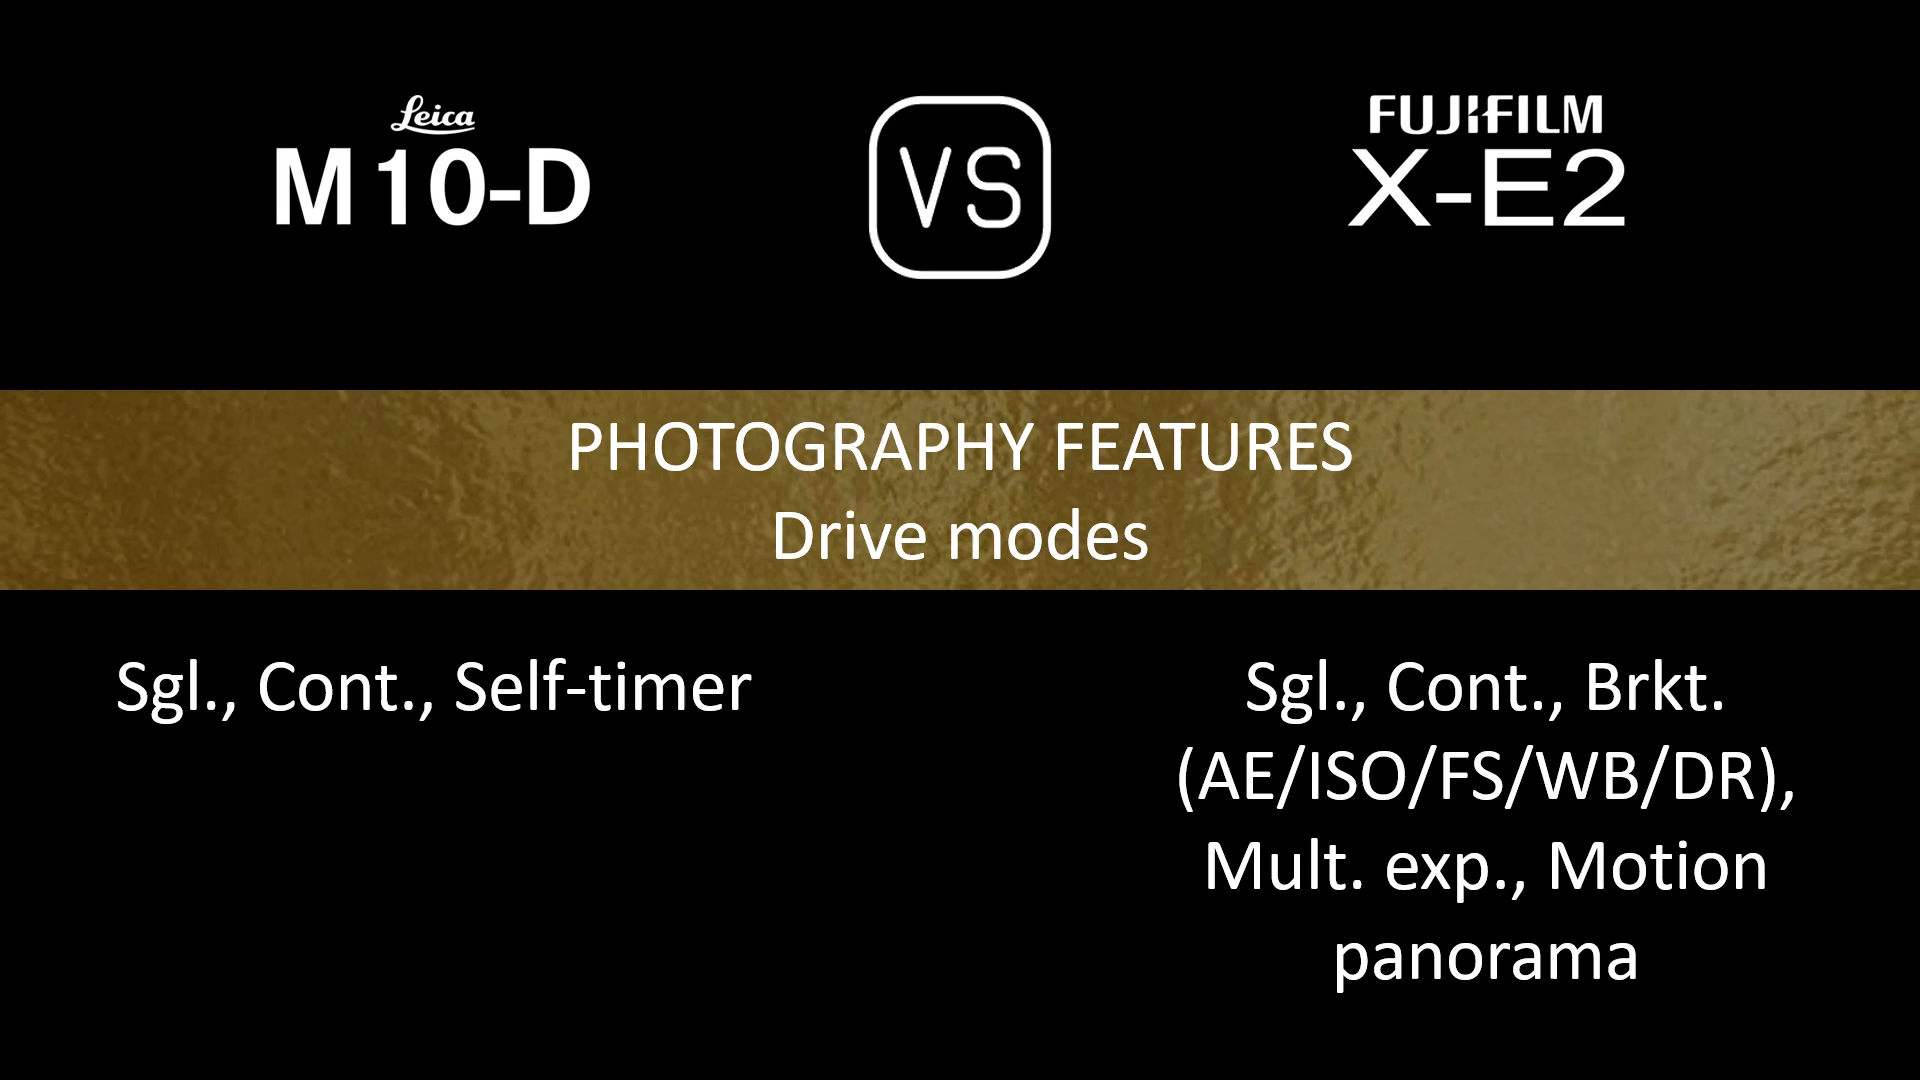 Leica
M10-D
VS
FUJIFILM
X-E2
PHOTOGRAPHY FEATURES
Drive modes
Sgl., Cont., Self-timer
Sgl., Cont., Brkt.
(AE/ISO/FS/WB/DR),
Mult. exp., Motion
panorama